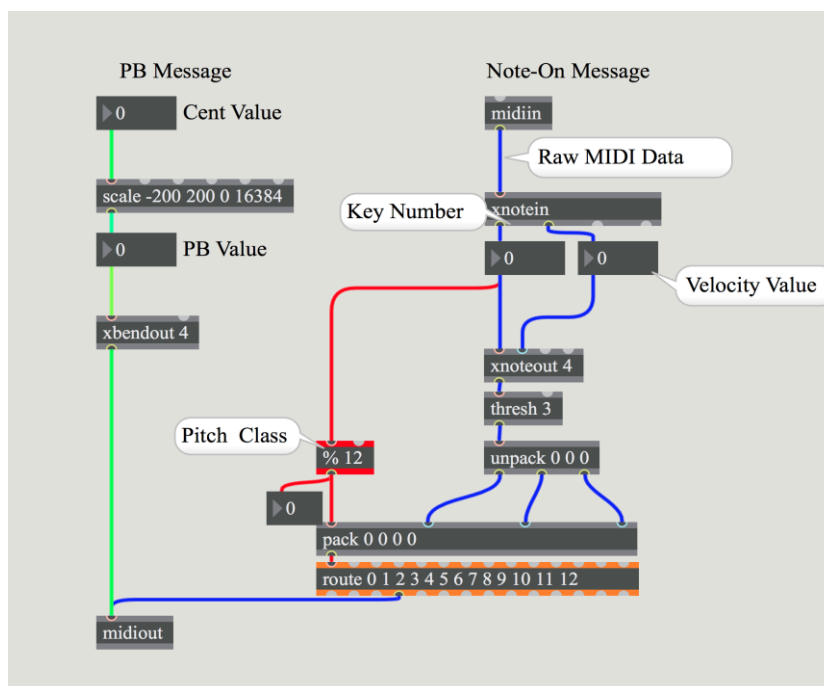 PB Message
Note-On Message
0
Cent Value
midiin
Raw MIDI Data
scale -200 200 0 16384
xnotein
Key Number
0
PB Value
0
0
Velocity Value
xbendout 4
xnoteout 4
thresh 3
Pitch Class
% 12
unpack 0 0 0
0
pack 0 0 0 0
route 0 1 2 3 4 5 6 7 8 9 10 11 12
midiout